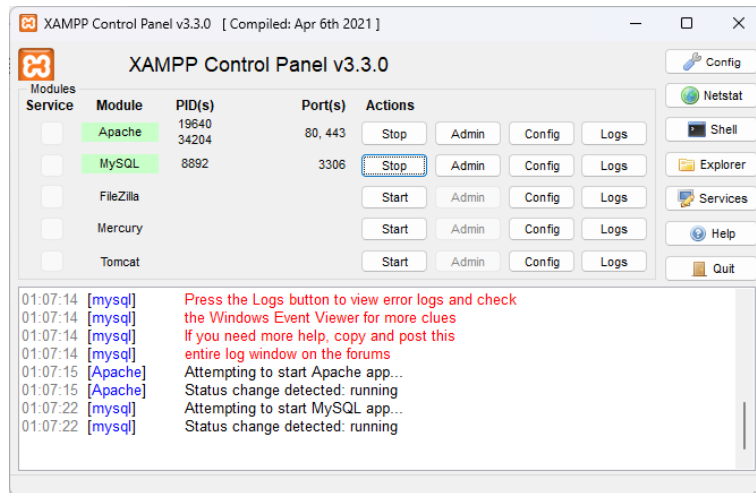 XAMPP Control Panel v3.3.0 [ Compiled: Apr 6th 2021 ]
XAMPP Control Panel v3.3.0
Config
Modules
Service Module PID(s) Port(s) Actions
Netstat
Apache 19640 34204 80, 443 Stop Admin Config Logs
Shell
MySQL 8892 3306 Stop Admin Config Logs
Explorer
FileZilla Start Admin Config Logs
Services
Mercury Start Admin Config Logs
Help
Tomcat Start Admin Config Logs
Quit
01:07:14 [mysql] Press the Logs button to view error logs and check
01:07:14 [mysql] the Windows Event Viewer for more clues
01:07:14 [mysql] If you need more help, copy and post this
01:07:14 [mysql] entire log window on the forums
01:07:15 [Apache] Attempting to start Apache app...
01:07:15 [Apache] Status change detected: running
01:07:22 [mysql] Attempting to start MySQL app...
01:07:22 [mysql] Status change detected: running